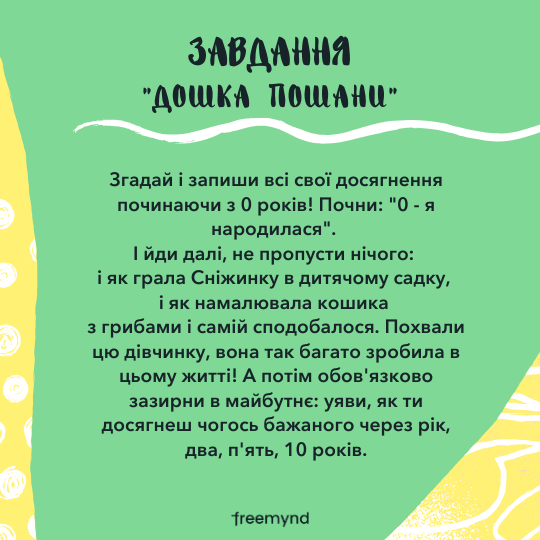 ЗАВДАННЯ
"ДОШКА ПОШАНИ"
Згадай і запиши всі свої досягнення
починаючи з 0 років! Почни: "0 - я
народилася".
І йди далі, не пропусти нічого:
і як грала Сніжинку в дитячому садку,
і як намалювала кошика
з грибами і самій сподобалося. Похвали
цю дівчинку, вона так багато зробила в
цьому житті! А потім обов'язково
зазирни в майбутнє: уяви, як ти
досягнеш чогось бажаного через рік,
два, п'ять, 10 років.
freemynd